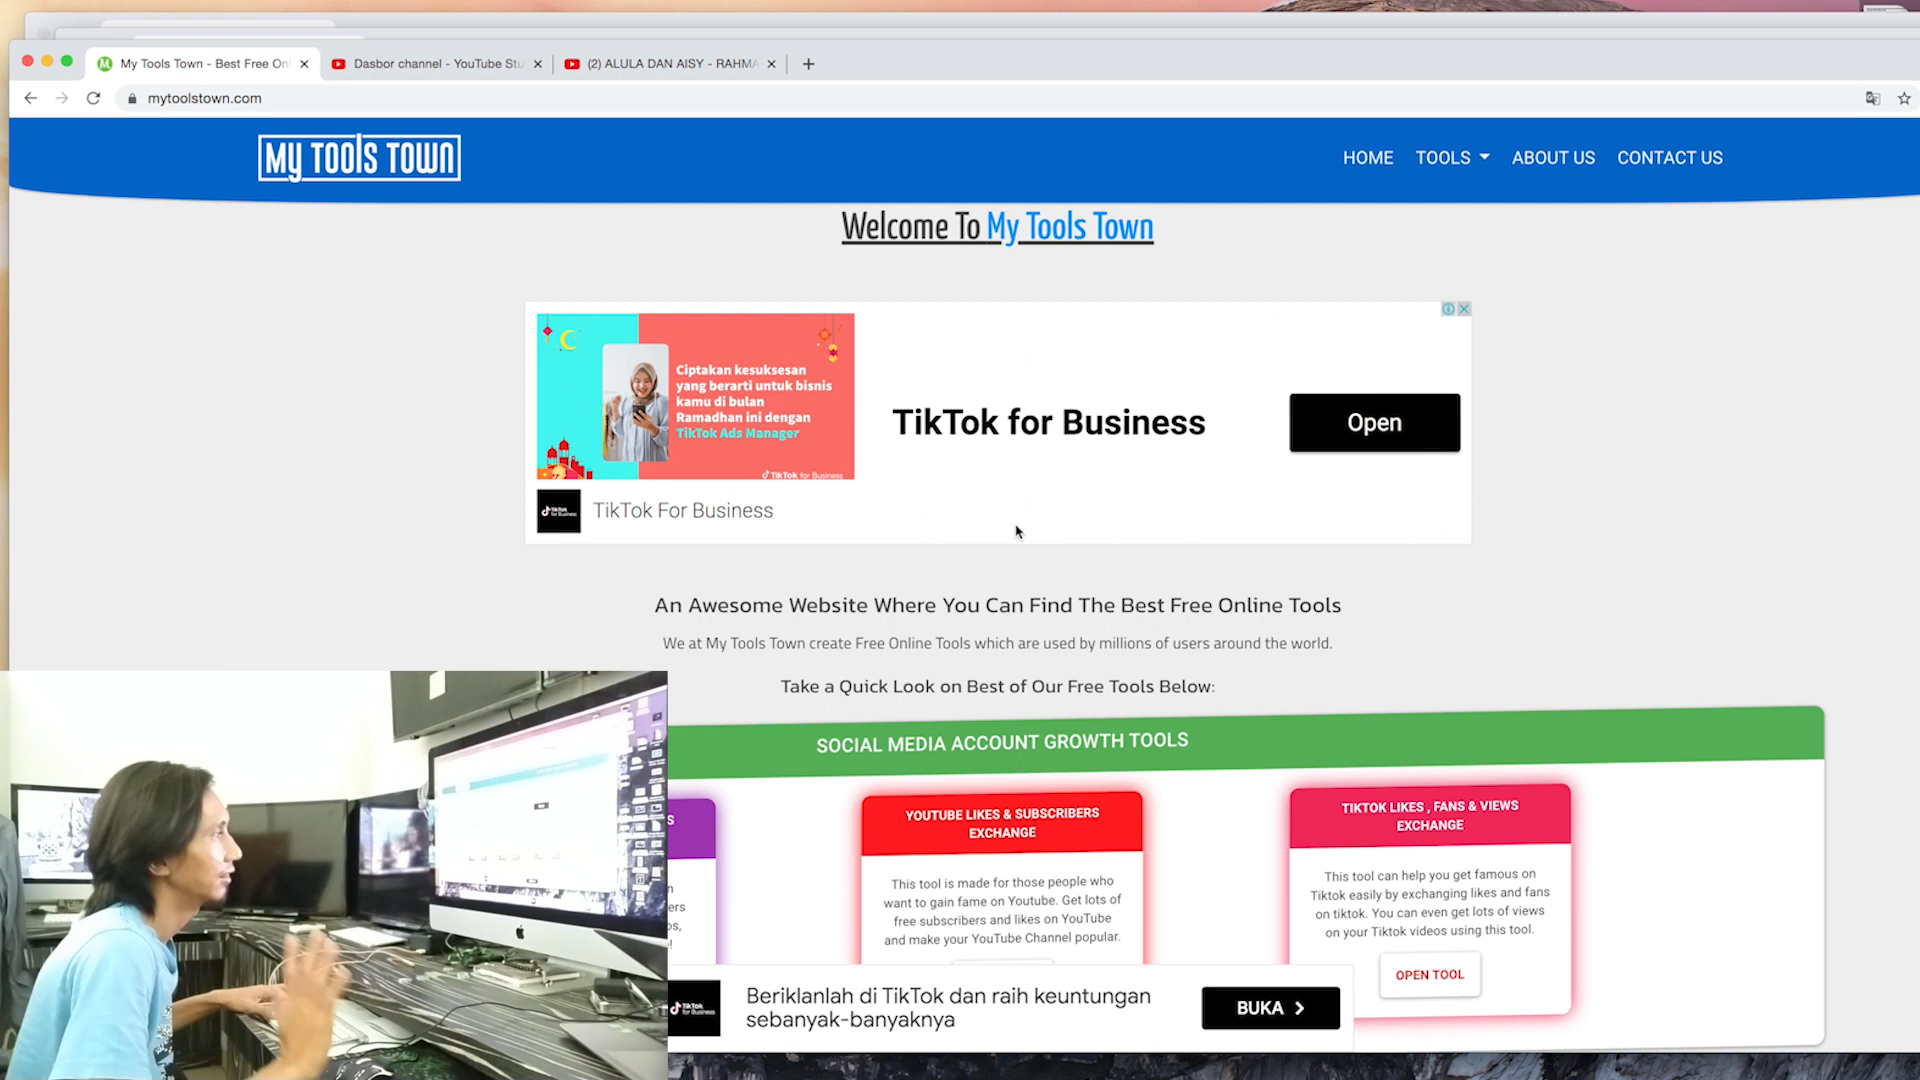 My Tools Town - Best Free Onl
Dasbor channel - YouTube Stu
(2) ALULA DAN AISY - RAHMA
mytoolstown.com
My Tools Town
HOME
TOOLS
ABOUT US
CONTACT US
Welcome To My Tools Town
Ciptakan kesuksesan
yang berarti untuk bisnis
kamu di bulan
Ramadhan ini dengan
TikTok Ads Manager
TikTok for Business
TikTok for Business
Open
TikTok for Business
TikTok For Business
An Awesome Website Where You Can Find The Best Free Online Tools
We at My Tools Town create Free Online Tools which are used by millions of users around the world.
Take a Quick Look on Best of Our Free Tools Below:
SOCIAL MEDIA ACCOUNT GROWTH TOOLS
YOUTUBE LIKES & SUBSCRIBERS
EXCHANGE
This tool is made for those people who
want to gain fame on Youtube. Get lots of
free subscribers and likes on YouTube
and make your YouTube Channel popular.
TIKTOK LIKES , FANS & VIEWS
EXCHANGE
This tool can help you get famous on
Tiktok easily by exchanging likes and fans
on tiktok. You can even get lots of views
on your Tiktok videos using this tool.
OPEN TOOL
TikTok for Business
Beriklanlah di TikTok dan raih keuntungan
sebanyak-banyaknya
BUKA